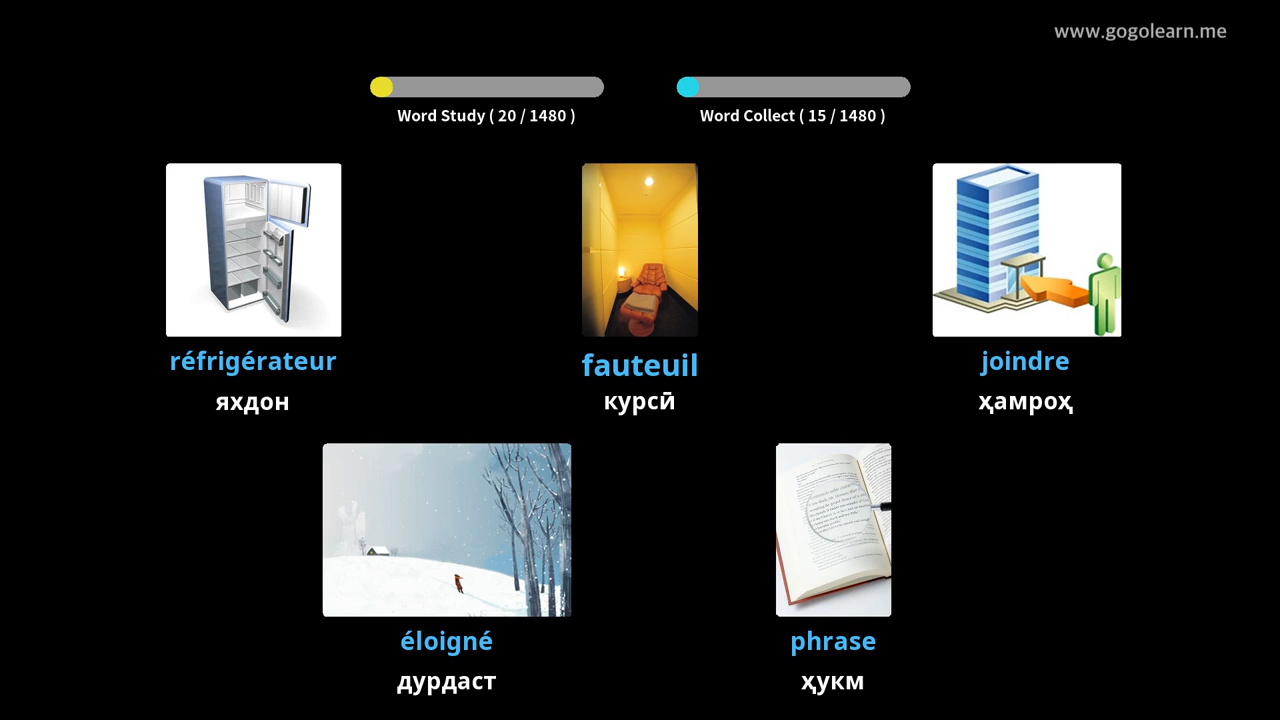 www.gogolearn.me
Word Study ( 20 / 1480 )
Word Collect ( 15 / 1480 )
réfrigérateur
fauteuil
joindre
яхдон
курсӣ
ҳамроҳ
éloigné
phrase
дурдаст
ҳукм